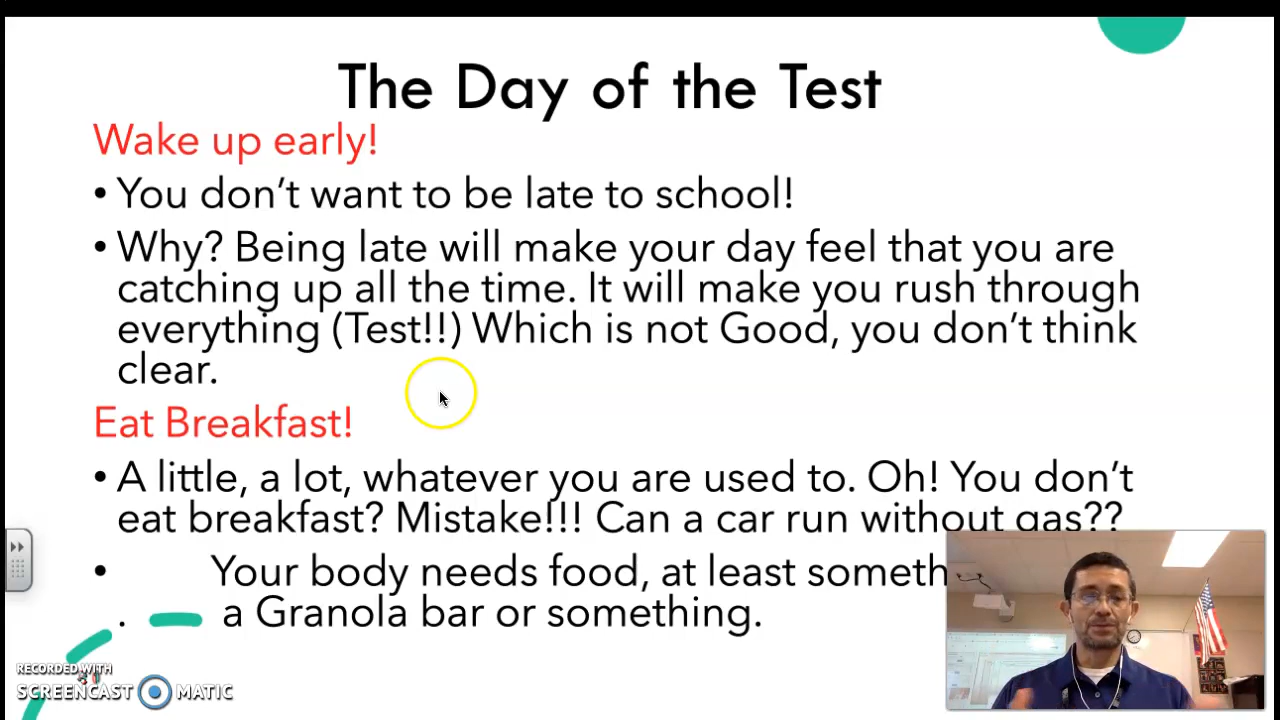 The Day of the Test
Wake up early!
• You don't want to be late to school!
• Why? Being late will make your day feel that you are
catching up all the time. It will make you rush through
everything (Test!!) Which is not Good, you don't think
clear.
Eat Breakfast!
• A little, a lot, whatever you are used to. Oh! You don't
eat breakfast? Mistake!!! Can a car run without gas??
• Your body needs food, at least someth
. a Granola bar or something.
RECORDED WITH
SCREENCAST MATIC